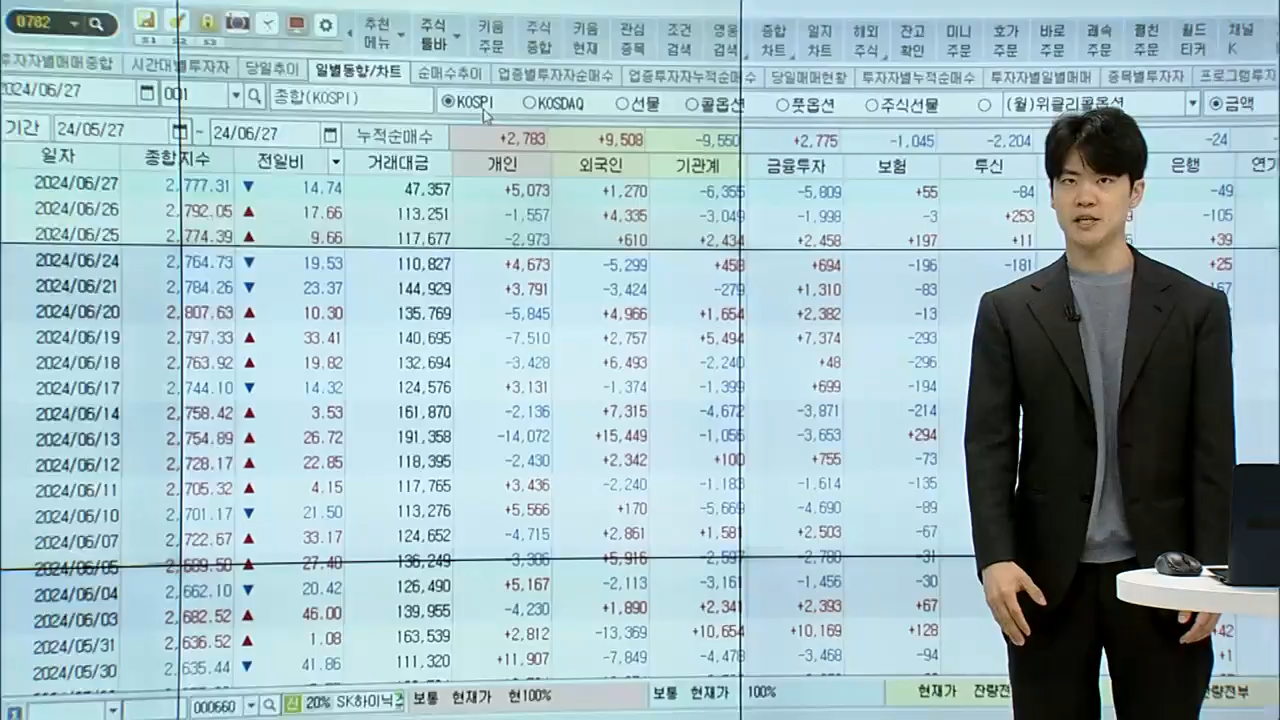 0782
추천 주식 키움 주식 키움 관심 조건 영웅 종합 일지 해외 잔고 미니 호가 바로 쾌속 펼친 월드 채널
메뉴 툴바 주문 종합 현재 종목 검색 검색 차트 차트 주식 확인 주문 주문 주문 주문 주문 티커 K
S1 S2 S3
투자자별매매종합 시간대별투자자 당일추이 일별동향/차트 순매수추이 업종별투자자순매수 업종별투자자누적순매수 당일매매현황 투자자별누적순매수 투자자별일별매매 종목별투자자 프로그램투자
2024/06/27 001 종합(KOSPI) KOSPI KOSDAQ 선물 콜옵션 풋옵션 주식선물 (월)위클리콜옵션 금액
기간 24/05/27 ~ 24/06/27 누적순매수 +2,783 +9,508 -9,550 +2,775 -1,045 -2,204 -24
일자 종합지수 전일비 거래대금 개인 외국인 기관계 금융투자 보험 투신 은행 연기
2024/06/27 2,777.31 ▼ 14.74 47,357 +5,073 +1,270 -6,355 -5,809 +55 -84 -49
2024/06/26 2,792.05 ▲ 17.66 113,251 -1,557 +4,335 -3,049 -1,998 -3 +253 -105
2024/06/25 2,774.39 ▲ 9.66 117,677 -2,973 +610 +2,434 +2,458 +197 +11 +39
2024/06/24 2,764.73 ▼ 19.53 110,827 +4,673 -5,299 +458 +694 -196 -181 +25
2024/06/21 2,784.26 ▼ 23.37 144,929 +3,791 -3,424 -279 +1,310 -83
2024/06/20 2,807.63 ▲ 10.30 135,769 -5,845 +4,966 +1,654 +2,382 -13
2024/06/19 2,797.33 ▲ 33.41 140,695 -7,510 +2,757 +5,494 +7,374 -293
2024/06/18 2,763.92 ▲ 19.82 132,694 -3,428 +6,493 -2,240 +48 -296
2024/06/17 2,744.10 ▼ 14.32 124,576 +3,131 -1,374 -1,399 +699 -194
2024/06/14 2,758.42 ▲ 3.53 161,870 -2,136 +7,315 -4,672 -3,871 -214
2024/06/13 2,754.89 ▲ 26.72 191,358 -14,072 +15,449 -1,056 -3,653 +294
2024/06/12 2,728.17 ▲ 22.85 118,395 -2,430 +2,342 +100 +755 -73
2024/06/11 2,705.32 ▲ 4.15 117,765 +3,436 -2,240 -1,183 -1,614 -135
2024/06/10 2,701.17 ▼ 21.50 113,276 +5,566 +170 -5,669 -4,690 -89
2024/06/07 2,722.67 ▲ 33.17 124,652 -4,715 +2,861 +1,581 +2,503 -67
2024/06/05 2,689.50 ▲ 27.40 136,249 -3,386 +5,916 -2,597 -2,780 -31
2024/06/04 2,662.10 ▼ 20.42 126,490 +5,167 -2,113 -3,161 -1,456 -30
2024/06/03 2,682.52 ▲ 46.00 139,955 -4,230 +1,890 +2,341 +2,393 +67
2024/05/31 2,636.52 ▲ 1.08 163,539 +2,812 -13,369 +10,654 +10,169 +128 +42
2024/05/30 2,635.44 ▼ 41.86 111,320 +11,907 -7,849 -4,478 -3,468 -94 +1
000660 신 20% SK하이닉스 보통 현재가 현100% 보통 현재가 100% 현재가 잔량전부